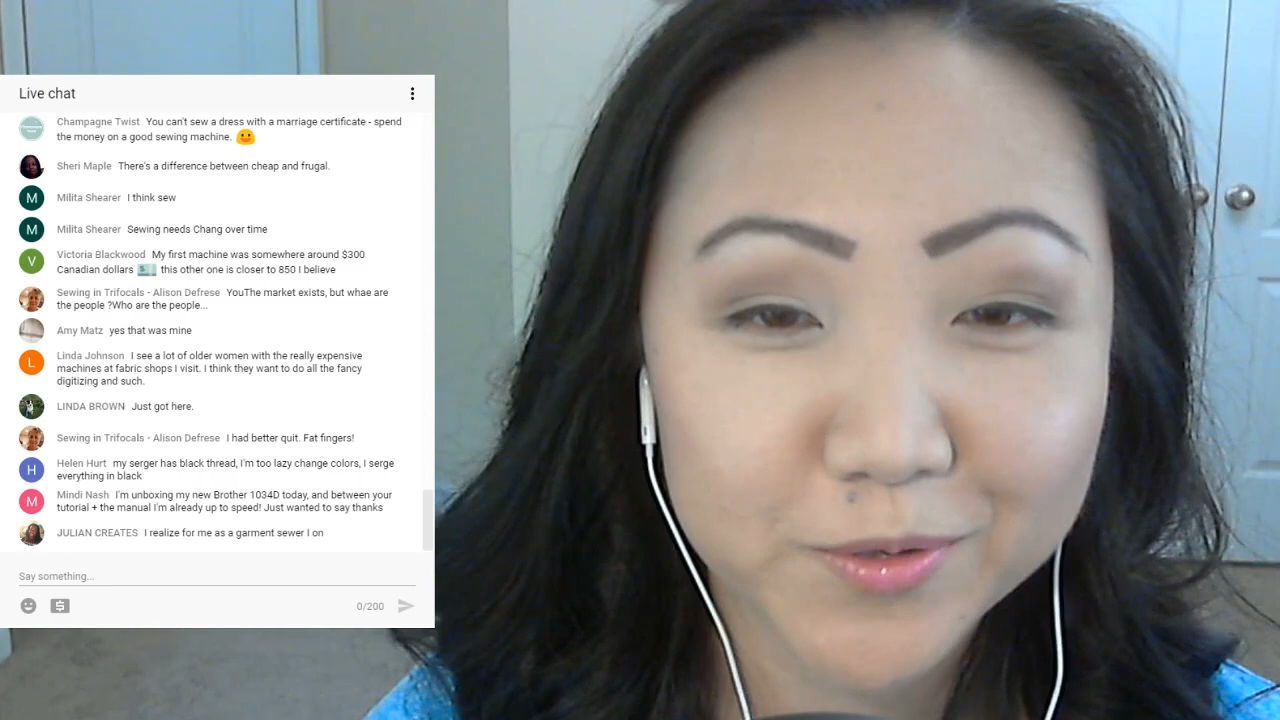 Live chat
Champagne Twist You can't sew a dress with a marriage certificate - spend
the money on a good sewing machine.
Sheri Maple There's a difference between cheap and frugal.
M Milita Shearer I think sew
M Milita Shearer Sewing needs Chang over time
V Victoria Blackwood My first machine was somewhere around $300
Canadian dollars this other one is closer to 850 I believe
Sewing in Trifocals - Alison Defrese YouThe market exists, but whae are
the people ?Who are the people...
Amy Matz yes that was mine
L Linda Johnson I see a lot of older women with the really expensive
machines at fabric shops I visit. I think they want to do all the fancy
digitizing and such.
LINDA BROWN Just got here.
Sewing in Trifocals - Alison Defrese I had better quit. Fat fingers!
H Helen Hurt my serger has black thread, I'm too lazy change colors, I serge
everything in black
M Mindi Nash I'm unboxing my new Brother 1034D today, and between your
tutorial + the manual I'm already up to speed! Just wanted to say thanks
JULIAN CREATES I realize for me as a garment sewer I on
Say something...
0/200